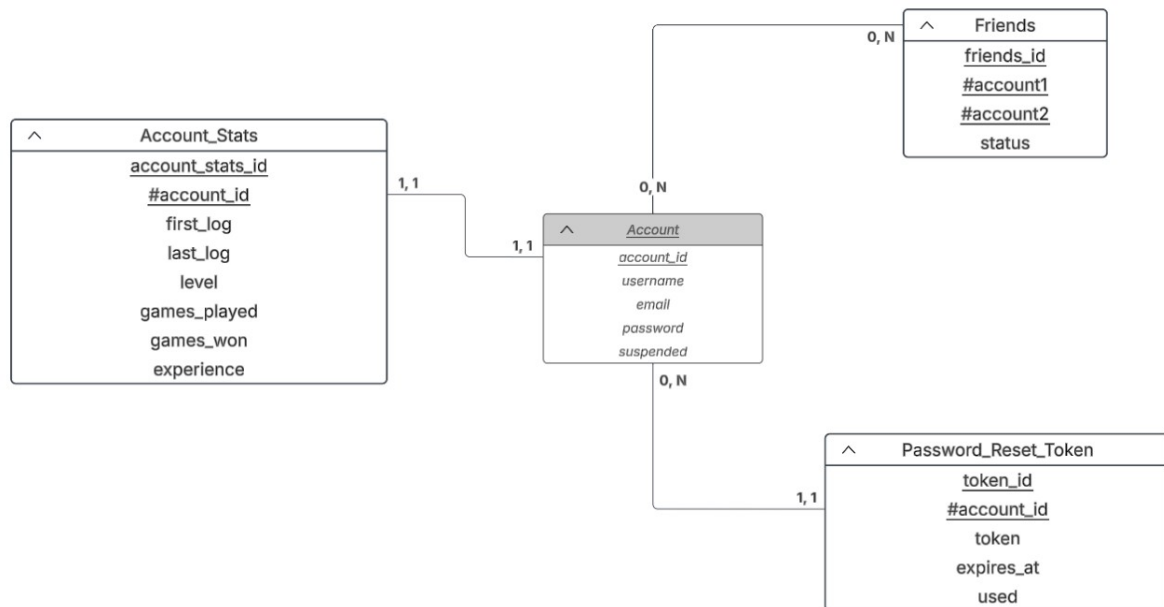 Friends
0, N
friends_id
#account1
#account2
status
Account_Stats
account_stats_id
#account_id
first_log
last_log
level
games_played
games_won
experience
1, 1
0, N
1, 1
Account
account_id
username
email
password
suspended
0, N
Password_Reset_Token
1, 1
token_id
#account_id
token
expires_at
used